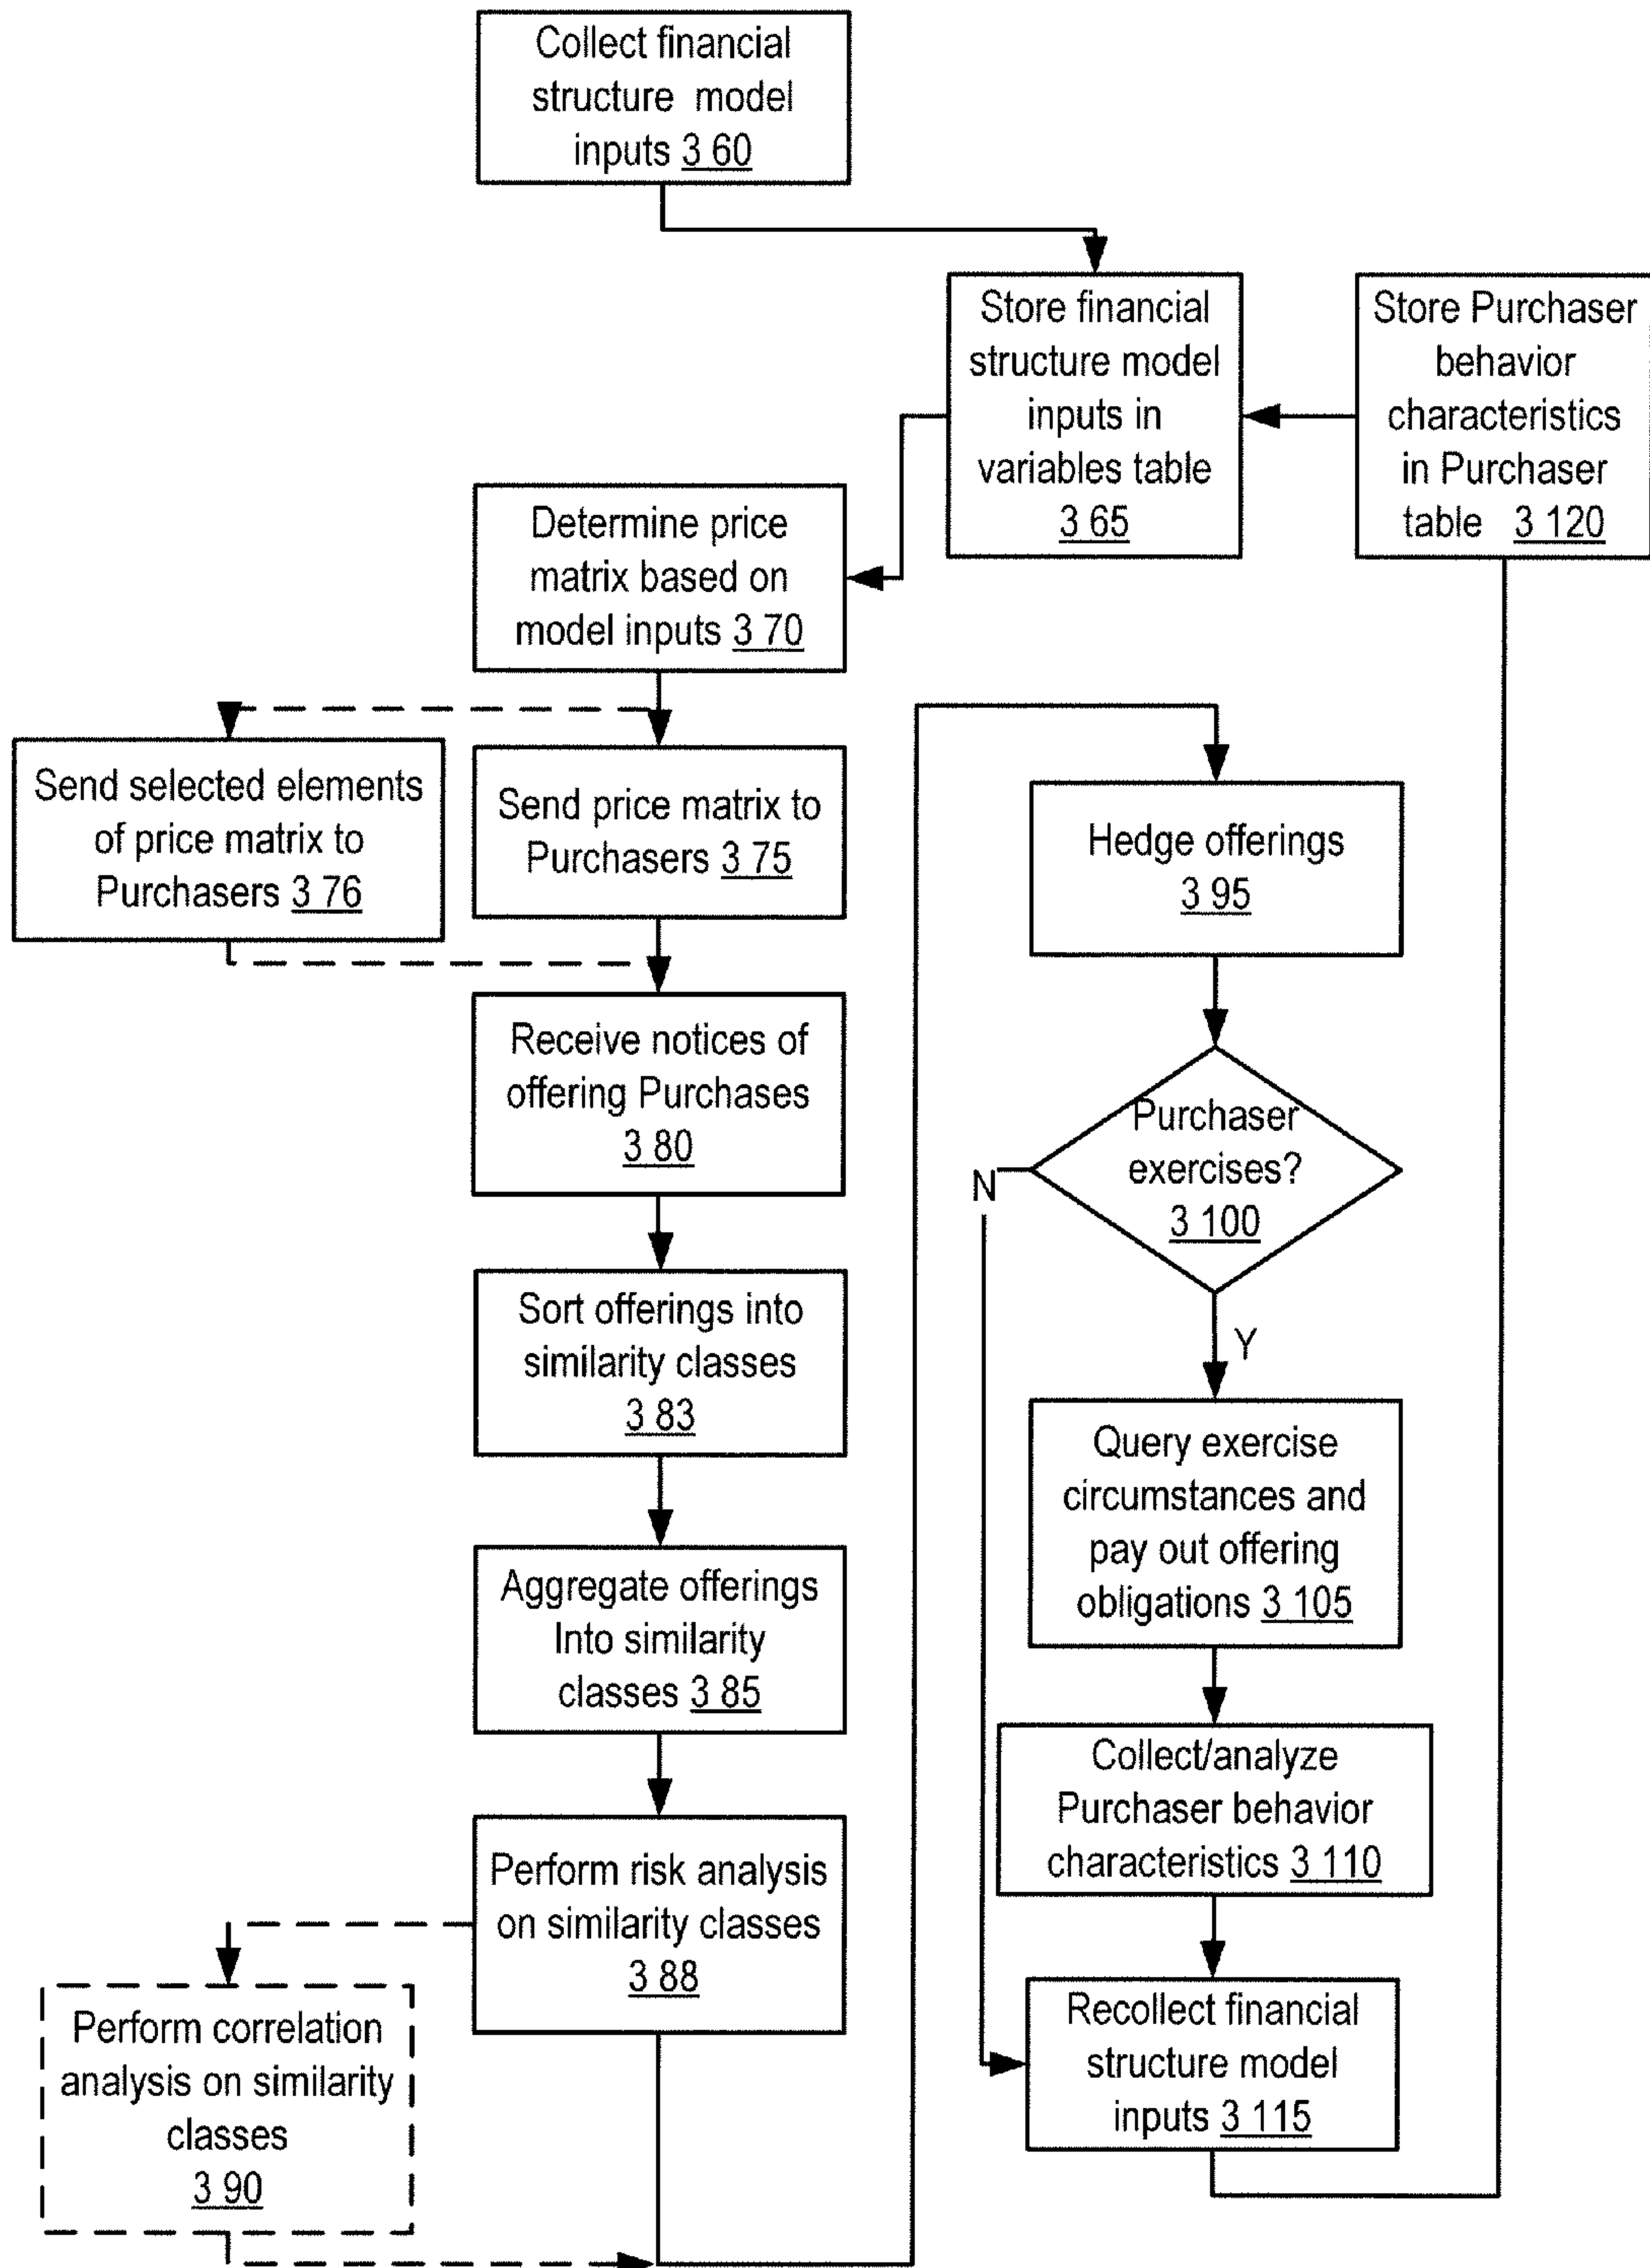 Collect financial
structure model
inputs 3 60
Store financial
structure model
inputs in
variables table
3 65
Store Purchaser
behavior
characteristics
in Purchaser
table 3 120
Determine price
matrix based on
model inputs 3 70
Send selected elements
of price matrix to
Purchasers 3 76
Send price matrix to
Purchasers 3 75
Receive notices of
offering Purchases
3 80
Sort offerings into
similarity classes
3 83
Aggregate offerings
Into similarity
classes 3 85
Perform risk analysis
on similarity classes
3 88
Perform correlation
analysis on similarity
classes
3 90
Hedge offerings
3 95
Purchaser
exercises?
3 100
N
Y
Query exercise
circumstances and
pay out offering
obligations 3 105
Collect/analyze
Purchaser behavior
characteristics 3 110
Recollect financial
structure model
inputs 3 115